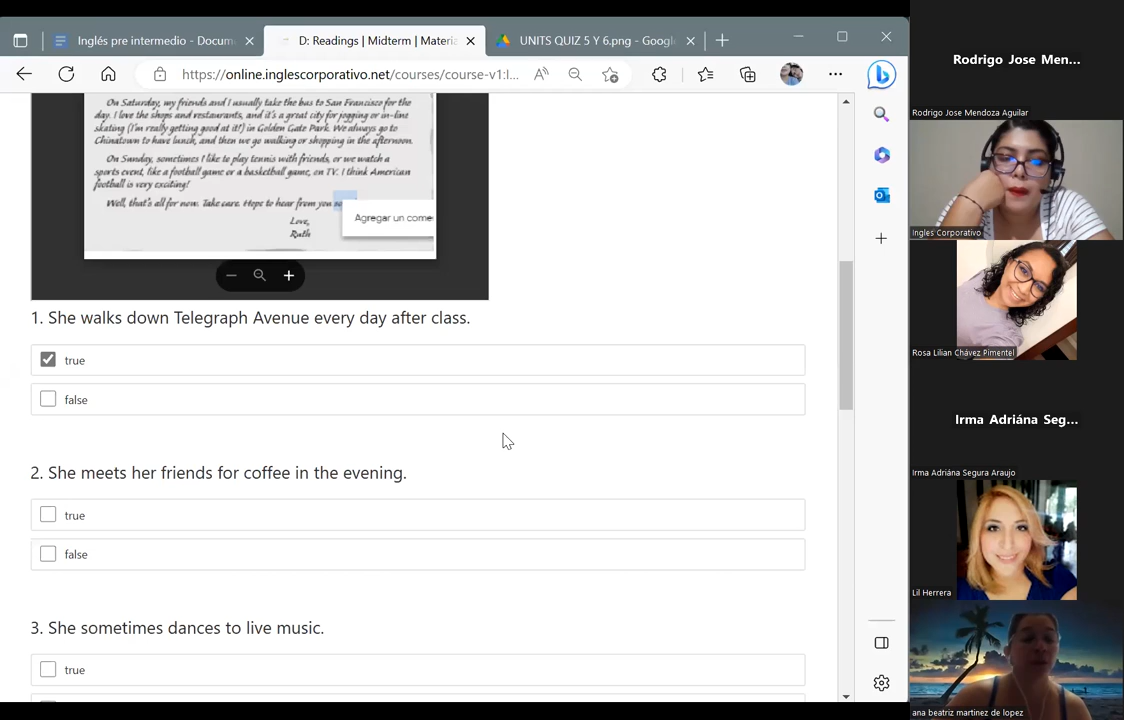 Inglés pre intermedio - Docum
D: Readings | Midterm | Materia
UNITS QUIZ 5 Y 6.png - Google
https://online.inglescorporativo.net/courses/course-v1:I...
On Saturday, my friends and I usually take the bus to San Francisco for the
day. I love the shops and restaurants, and it's a great city for jogging or in-line
skating (I'm really getting good at it!) in Golden Gate Park. We always go to
Chinatown to have lunch, and then we go walking or shopping in the afternoon.
On Sunday, sometimes I like to play tennis with friends, or we watch a
sports event, like a football game or a basketball game, on TV. I think American
football is very exciting!
Well, that's all for now. Take care. Hope to hear from you
Agregar un come
Love,
Ruth
1. She walks down Telegraph Avenue every day after class.
true
false
2. She meets her friends for coffee in the evening.
true
false
3. She sometimes dances to live music.
true
Rodrigo Jose Men...
Rodrigo Jose Mendoza Aguilar
Ingles Corporativo
Rosa Lilian Chávez Pimentel
Irma Adriána Seg...
Irma Adriána Segura Araujo
Lil Herrera
ana beatriz martinez de lopez